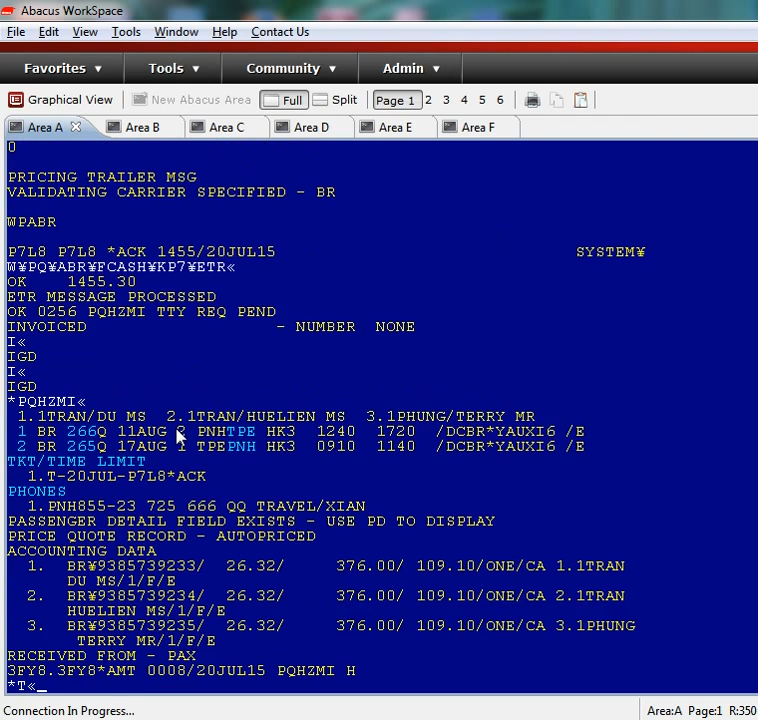 Abacus WorkSpace
File Edit View Tools Window Help Contact Us
Favorites Tools Community Admin
Graphical View New Abacus Area Full Split Page 1 2 3 4 5 6
Area A Area B Area C Area D Area E Area F
0
PRICING TRAILER MSG
VALIDATING CARRIER SPECIFIED - BR
WPABR
P7L8 P7L8 *ACK 1455/20JUL15 SYSTEM¥
W¥PQ¥ABR¥FCASH¥KP7¥ETR«
OK 1455.30
ETR MESSAGE PROCESSED
OK 0256 PQHZMI TTY REQ PEND
INVOICED - NUMBER NONE
I«
IGD
I«
IGD
*PQHZMI«
1.1TRAN/DU MS 2.1TRAN/HUELIEN MS 3.1PHUNG/TERRY MR
1 BR 266Q 11AUG 2 PNHTPE HK3 1240 1720 /DCBR*YAUXI6 /E
2 BR 265Q 17AUG 1 TPEPNH HK3 0910 1140 /DCBR*YAUXI6 /E
TKT/TIME LIMIT
1.T-20JUL-P7L8*ACK
PHONES
1.PNH855-23 725 666 QQ TRAVEL/XIAN
PASSENGER DETAIL FIELD EXISTS - USE PD TO DISPLAY
PRICE QUOTE RECORD - AUTOPRICED
ACCOUNTING DATA
1. BR¥9385739233/ 26.32/ 376.00/ 109.10/ONE/CA 1.1TRAN
DU MS/1/F/E
2. BR¥9385739234/ 26.32/ 376.00/ 109.10/ONE/CA 2.1TRAN
HUELIEN MS/1/F/E
3. BR¥9385739235/ 26.32/ 376.00/ 109.10/ONE/CA 3.1PHUNG
TERRY MR/1/F/E
RECEIVED FROM - PAX
3FY8.3FY8*AMT 0008/20JUL15 PQHZMI H
*T«_
Connection In Progress... Area:A Page:1 R:350